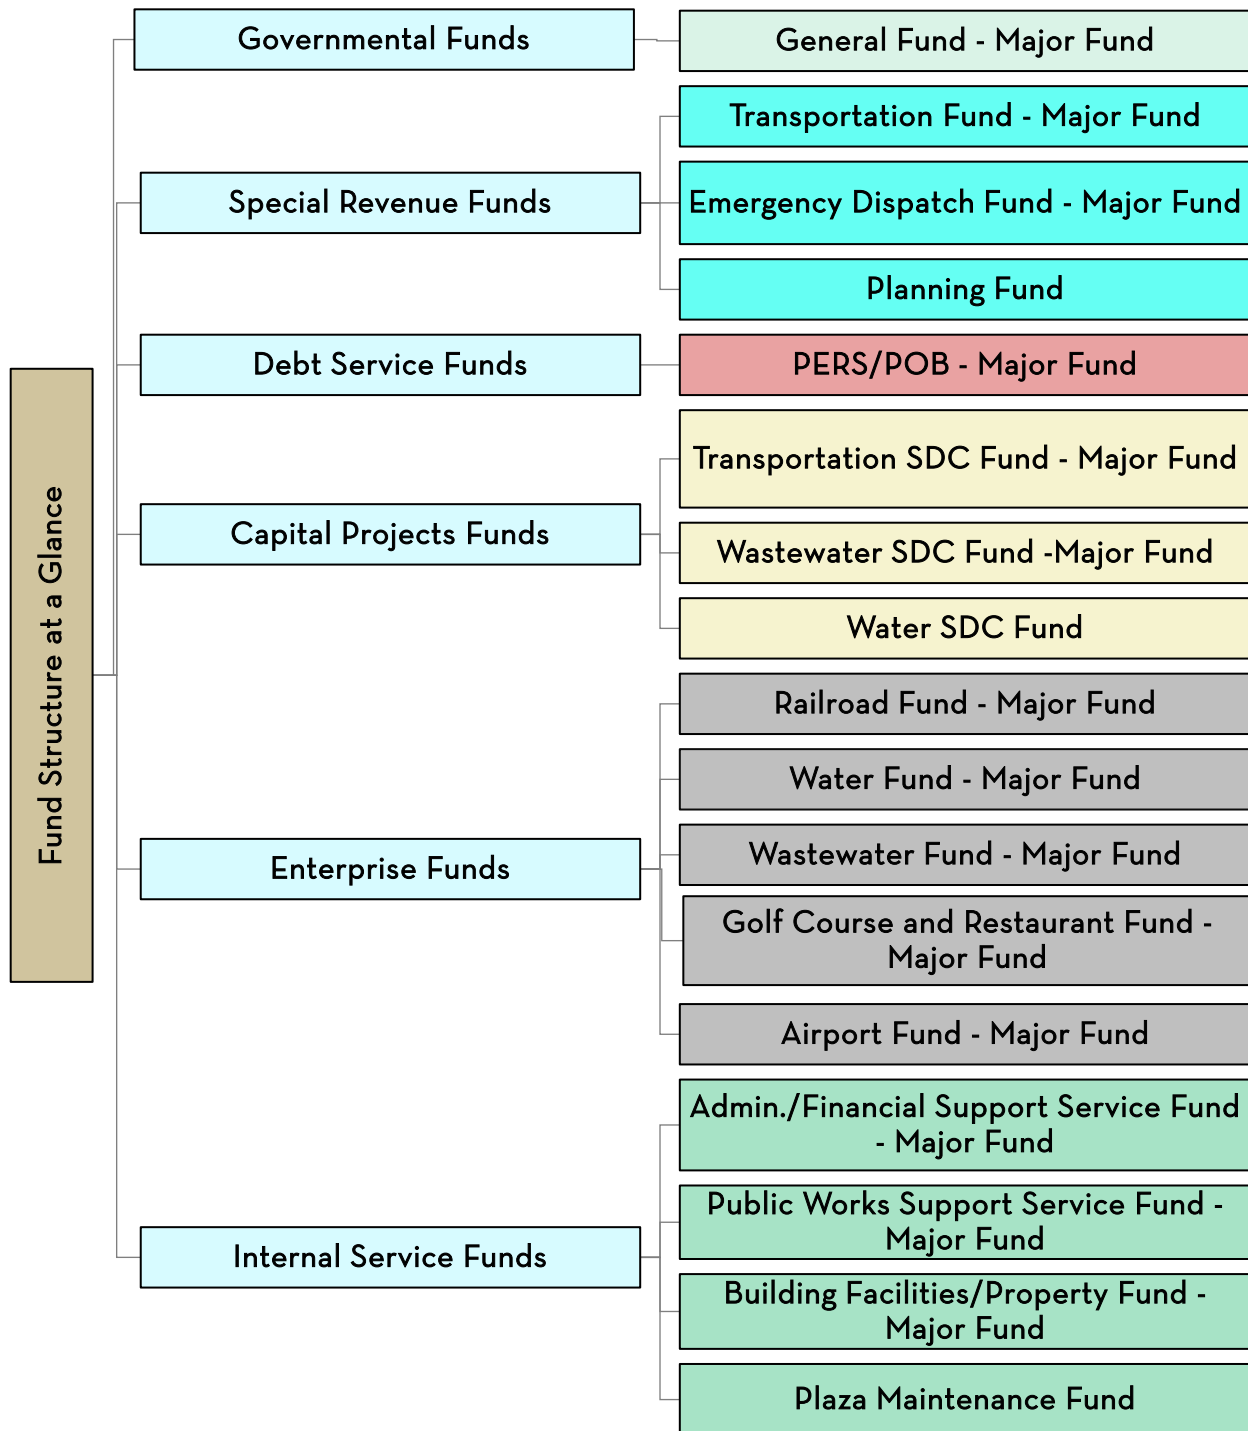 Fund Structure at a Glance
Governmental Funds
General Fund - Major Fund
Special Revenue Funds
Transportation Fund - Major Fund
Emergency Dispatch Fund - Major Fund
Planning Fund
Debt Service Funds
PERS/POB - Major Fund
Capital Projects Funds
Transportation SDC Fund - Major Fund
Wastewater SDC Fund -Major Fund
Water SDC Fund
Enterprise Funds
Railroad Fund - Major Fund
Water Fund - Major Fund
Wastewater Fund - Major Fund
Golf Course and Restaurant Fund -
Major Fund
Airport Fund - Major Fund
Internal Service Funds
Admin./Financial Support Service Fund
- Major Fund
Public Works Support Service Fund -
Major Fund
Building Facilities/Property Fund -
Major Fund
Plaza Maintenance Fund